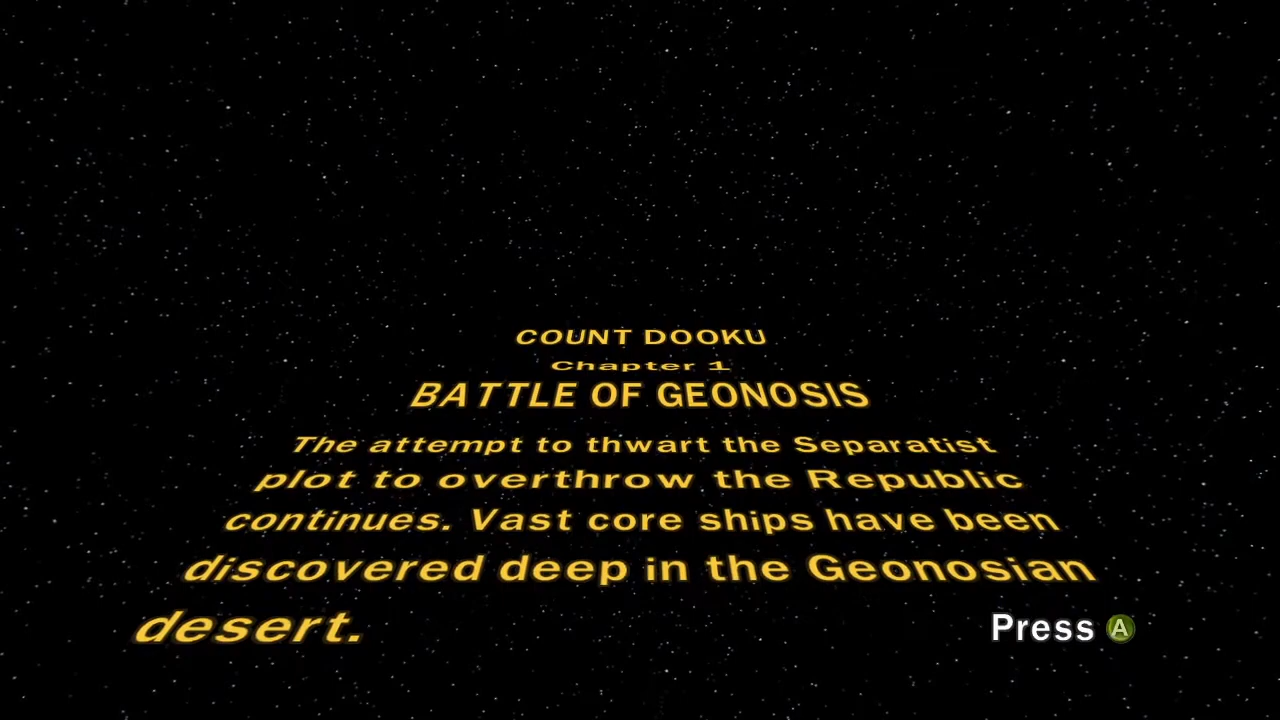 COUNT DOOKU
Chapter 1
BATTLE OF GEONOSIS
The attempt to thwart the Separatist
plot to overthrow the Republic
continues. Vast core ships have been
discovered deep in the Geonosian
desert.
Press A